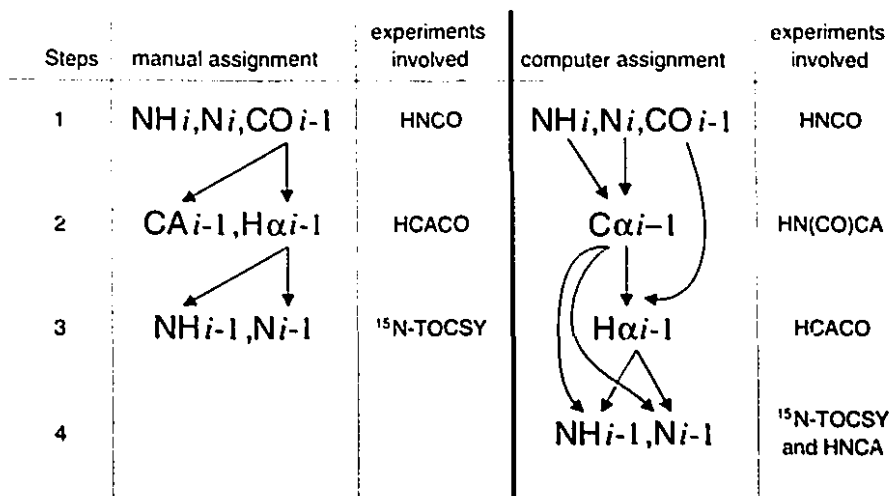 Steps manual assignment experiments involved computer assignment experiments involved
1 NHi,Ni,COi-1 HNCO NHi,Ni,COi-1 HNCO
2 CAi-1,Hαi-1 HCACO Cαi-1 HN(CO)CA
3 NHi-1,Ni-1 ¹⁵N-TOCSY Hαi-1 HCACO
4 NHi-1,Ni-1 ¹⁵N-TOCSY and HNCA